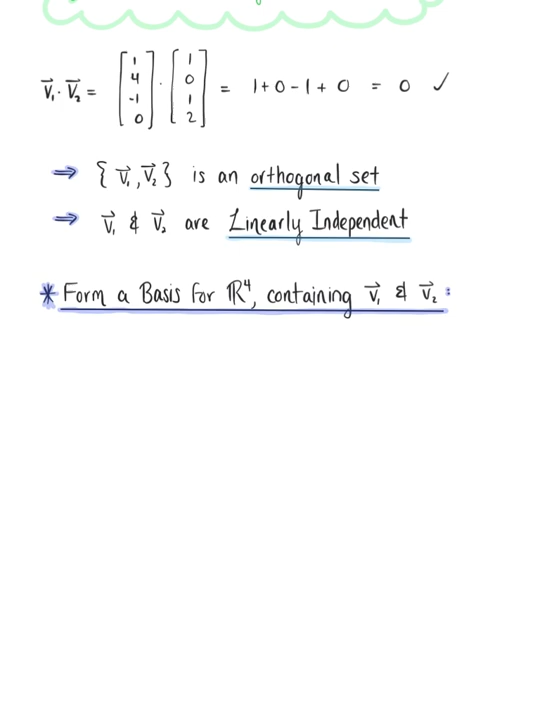 v⃗₁ · v⃗₂ = [1 4 -1 0] · [1 0 1 2] = 1 + 0 - 1 + 0 = 0 ✓
⇒ {v⃗₁, v⃗₂} is an orthogonal set
⇒ v⃗₁ & v⃗₂ are Linearly Independent
* Form a Basis for ℝ⁴, containing v⃗₁ & v⃗₂ :